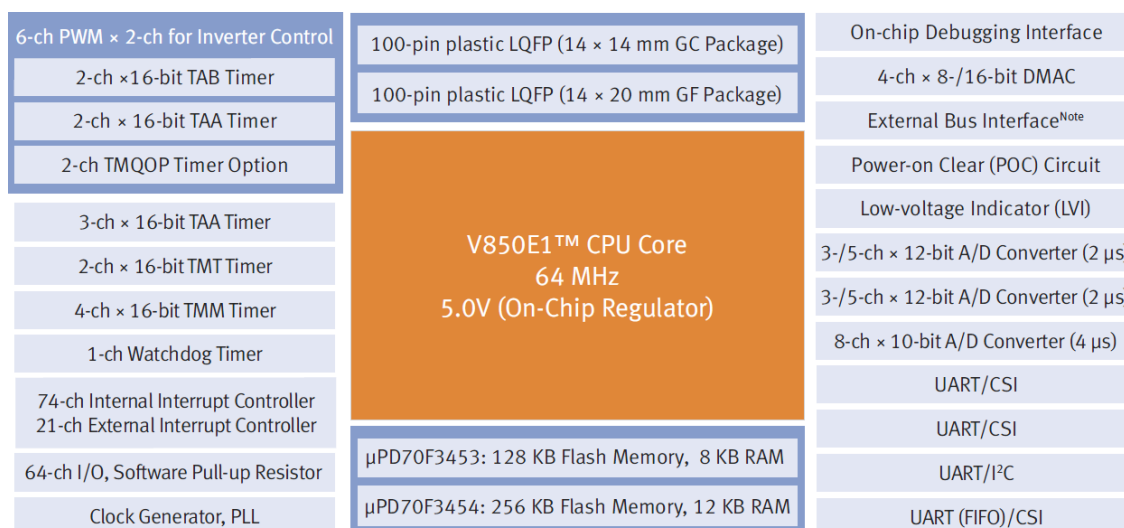 6-ch PWM × 2-ch for Inverter Control
2-ch ×16-bit TAB Timer
2-ch × 16-bit TAA Timer
2-ch TMQOP Timer Option
3-ch × 16-bit TAA Timer
2-ch × 16-bit TMT Timer
4-ch × 16-bit TMM Timer
1-ch Watchdog Timer
74-ch Internal Interrupt Controller
21-ch External Interrupt Controller
64-ch I/O, Software Pull-up Resistor
Clock Generator, PLL
100-pin plastic LQFP (14 × 14 mm GC Package)
100-pin plastic LQFP (14 × 20 mm GF Package)
V850E1™ CPU Core
64 MHz
5.0V (On-Chip Regulator)
µPD70F3453: 128 KB Flash Memory, 8 KB RAM
µPD70F3454: 256 KB Flash Memory, 12 KB RAM
On-chip Debugging Interface
4-ch × 8-/16-bit DMAC
External Bus Interface^Note
Power-on Clear (POC) Circuit
Low-voltage Indicator (LVI)
3-/5-ch × 12-bit A/D Converter (2 µs)
3-/5-ch × 12-bit A/D Converter (2 µs)
8-ch × 10-bit A/D Converter (4 µs)
UART/CSI
UART/CSI
UART/I²C
UART (FIFO)/CSI